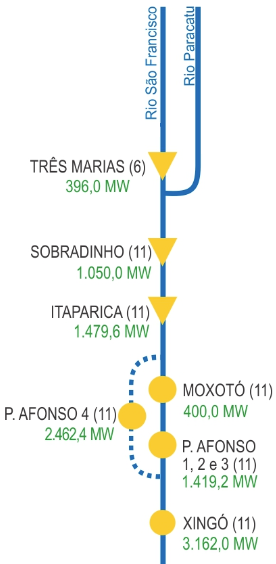 Rio São Francisco
Rio Paracatu
TRÊS MARIAS (6)
396,0 MW
SOBRADINHO (11)
1.050,0 MW
ITAPARICA (11)
1.479,6 MW
MOXOTÓ (11)
400,0 MW
P. AFONSO 4 (11)
2.462,4 MW
P. AFONSO
1, 2 e 3 (11)
1.419,2 MW
XINGÓ (11)
3.162,0 MW